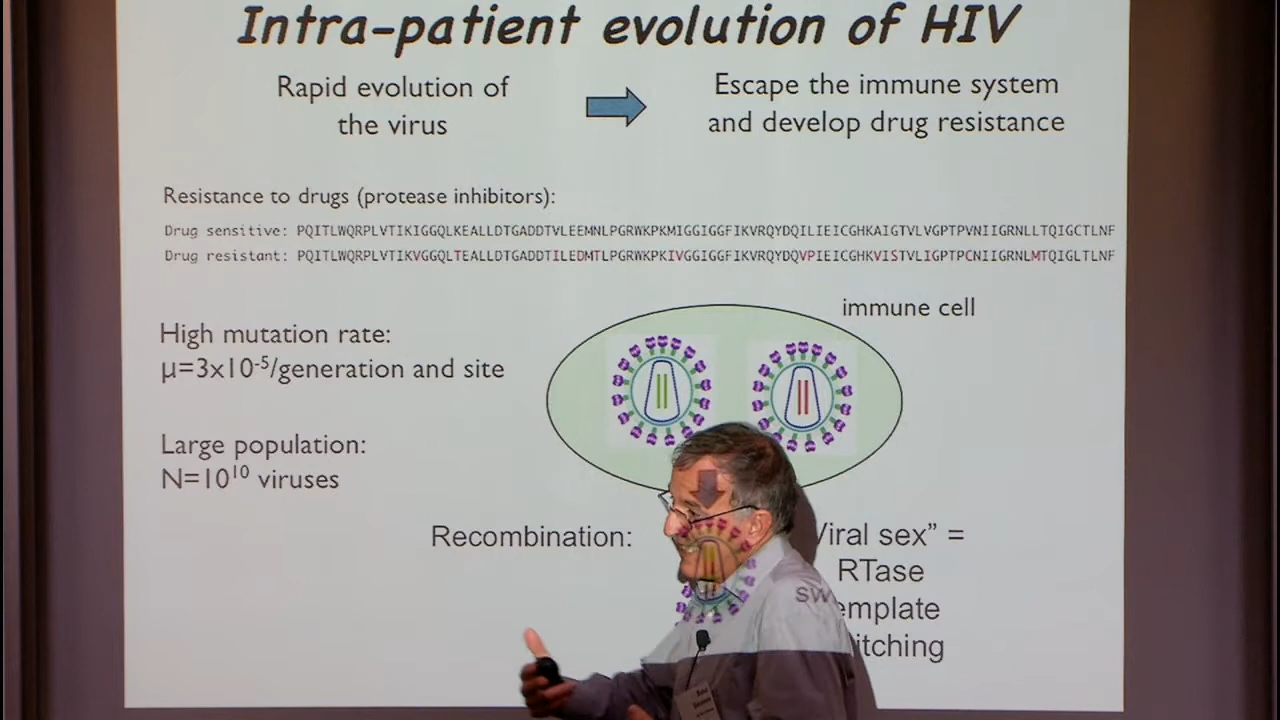 Intra-patient evolution of HIV
Rapid evolution of
the virus
Escape the immune system
and develop drug resistance
Resistance to drugs (protease inhibitors):
Drug sensitive: PQITLWQRPLVTIKIGGQLKEALLDTGADDTVLEEMNLPGRWKPKMIGGIGGFIKVRQYDQILIEICGHKAIGTVLVGPTPVNIIGRNLLTQIGCTLNF
Drug resistant: PQITLWQRPLVTIKVGGQLTEALLDTGADDTILEDMTLPGRWKPKIVGGIGGFIKVRQYDQVPIEICGHKVISTVLIGPTPCNIIGRNLMTQIGLTLNF
immune cell
High mutation rate:
μ=3x10⁻⁵/generation and site
Large population:
N=10¹⁰ viruses
Recombination:
sex” =
RTase